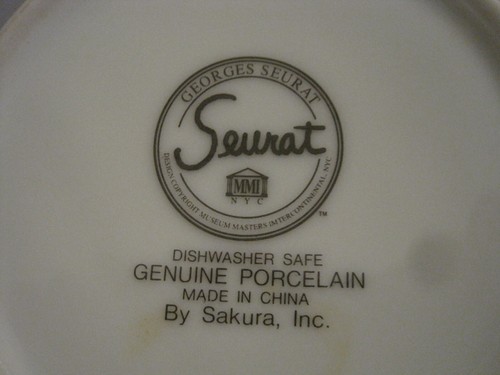 GEORGES SEURAT
Seurat
MMI
NYC
DESIGN COPYRIGHT MUSEUM MASTERS INTERCONTINENTAL NYC
TM
DISHWASHER SAFE
GENUINE PORCELAIN
MADE IN CHINA
By Sakura, Inc.